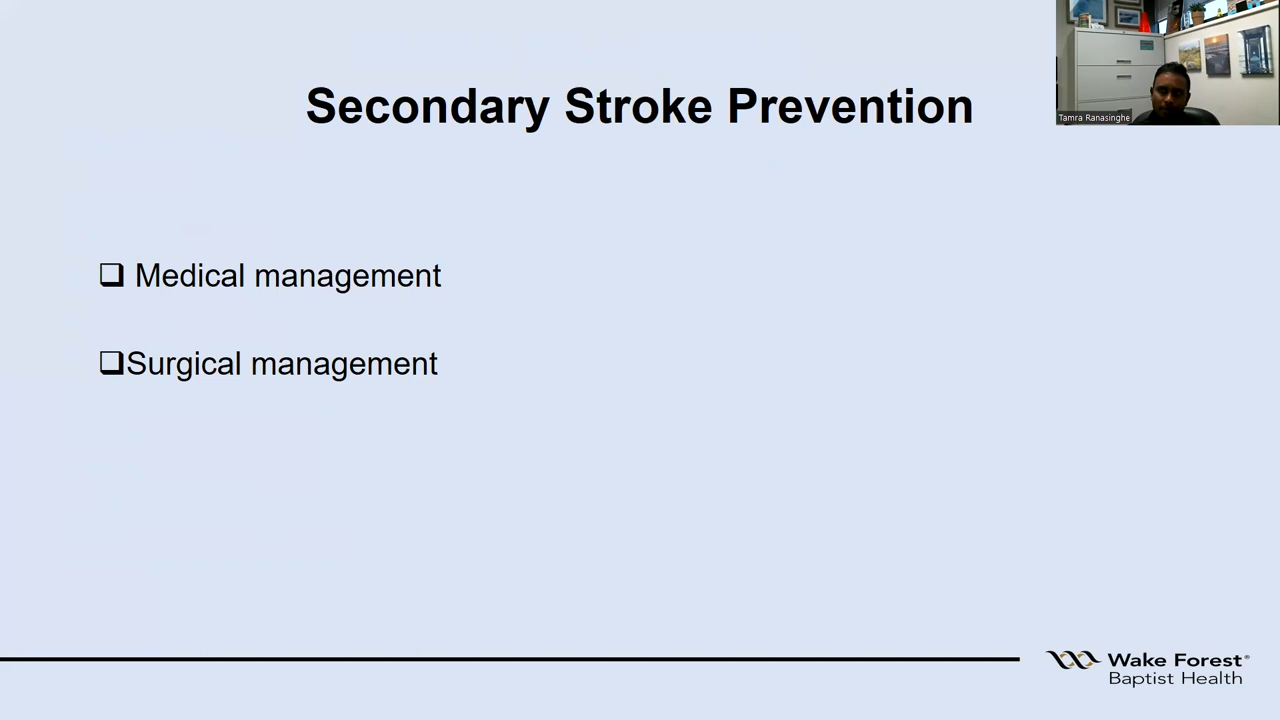 Secondary Stroke Prevention
Tamra Ranasinghe
❑ Medical management
❑Surgical management
Wake Forest®
Baptist Health